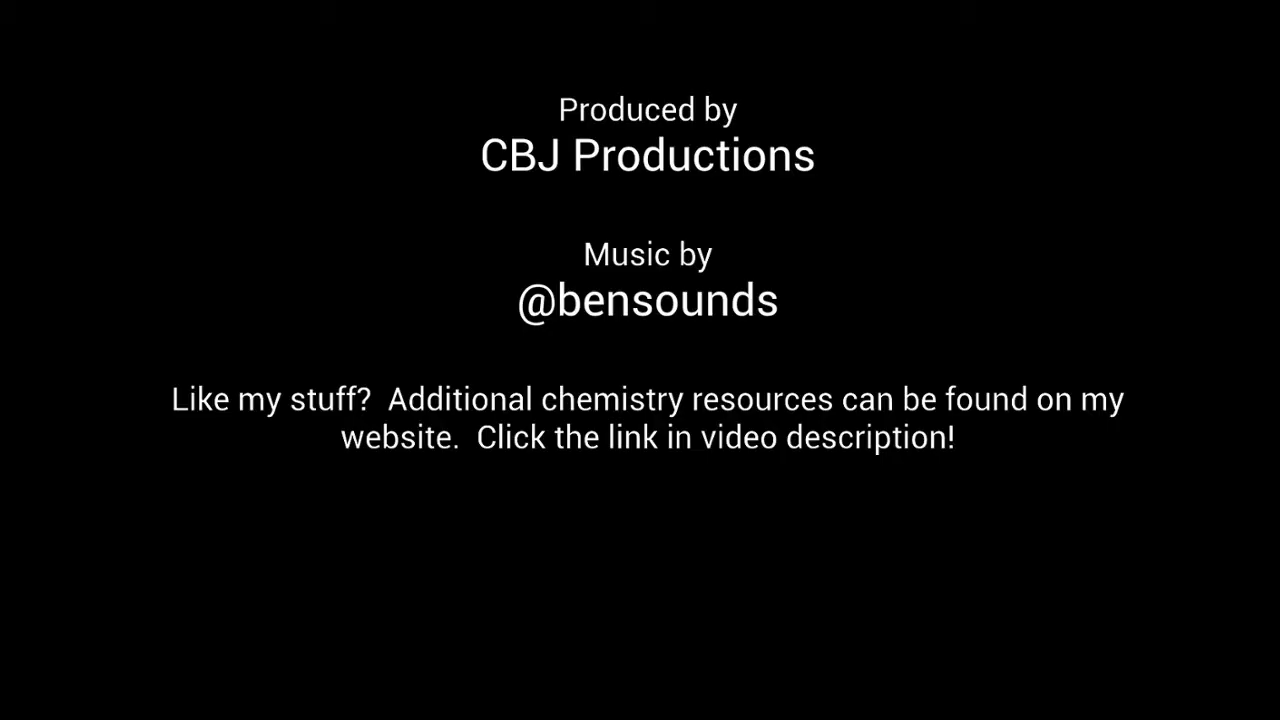 Produced by
CBJ Productions
Music by
@bensounds
Like my stuff?  Additional chemistry resources can be found on my
website.  Click the link in video description!